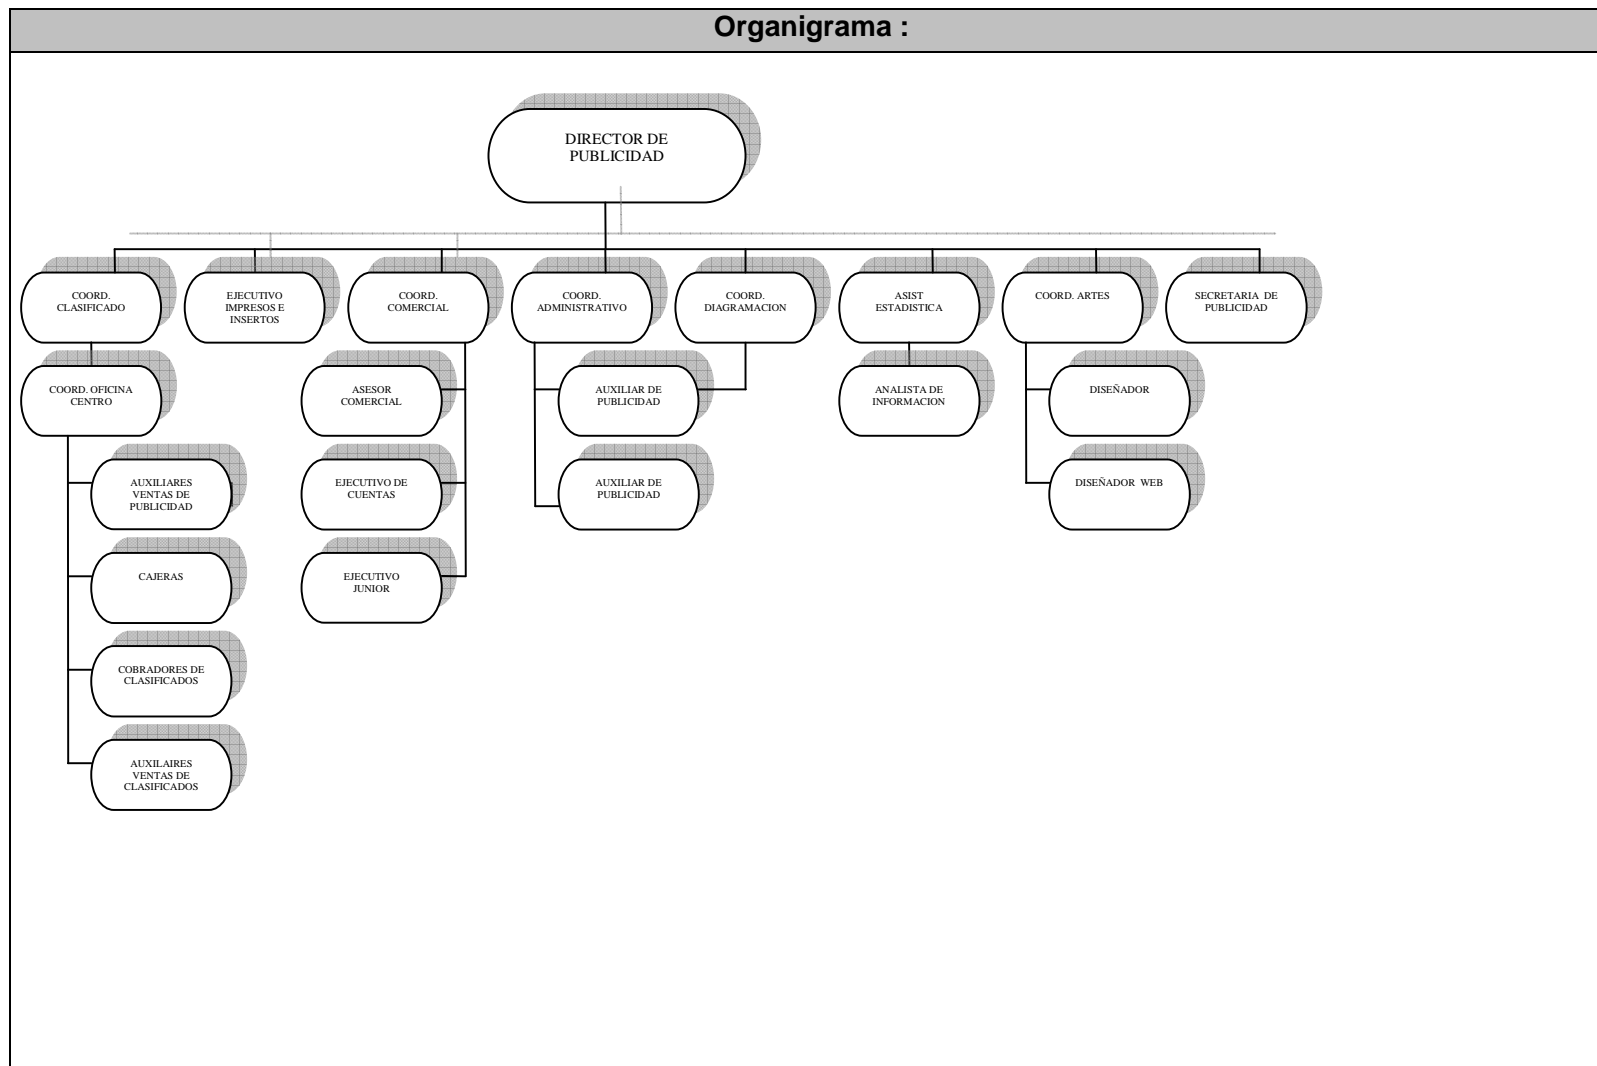 Organigrama :
DIRECTOR DE
PUBLICIDAD
COORD.
CLASIFICADO
EJECUTIVO
IMPRESOS E
INSERTOS
COORD.
COMERCIAL
COORD.
ADMINISTRATIVO
COORD.
DIAGRAMACION
ASIST
ESTADISTICA
COORD. ARTES
SECRETARIA DE
PUBLICIDAD
COORD. OFICINA
CENTRO
ASESOR
COMERCIAL
AUXILIAR DE
PUBLICIDAD
ANALISTA DE
INFORMACION
DISEÑADOR
AUXILIARES
VENTAS DE
PUBLICIDAD
EJECUTIVO DE
CUENTAS
AUXILIAR DE
PUBLICIDAD
DISEÑADOR WEB
CAJERAS
EJECUTIVO
JUNIOR
COBRADORES DE
CLASIFICADOS
AUXILAIRES
VENTAS DE
CLASIFICADOS